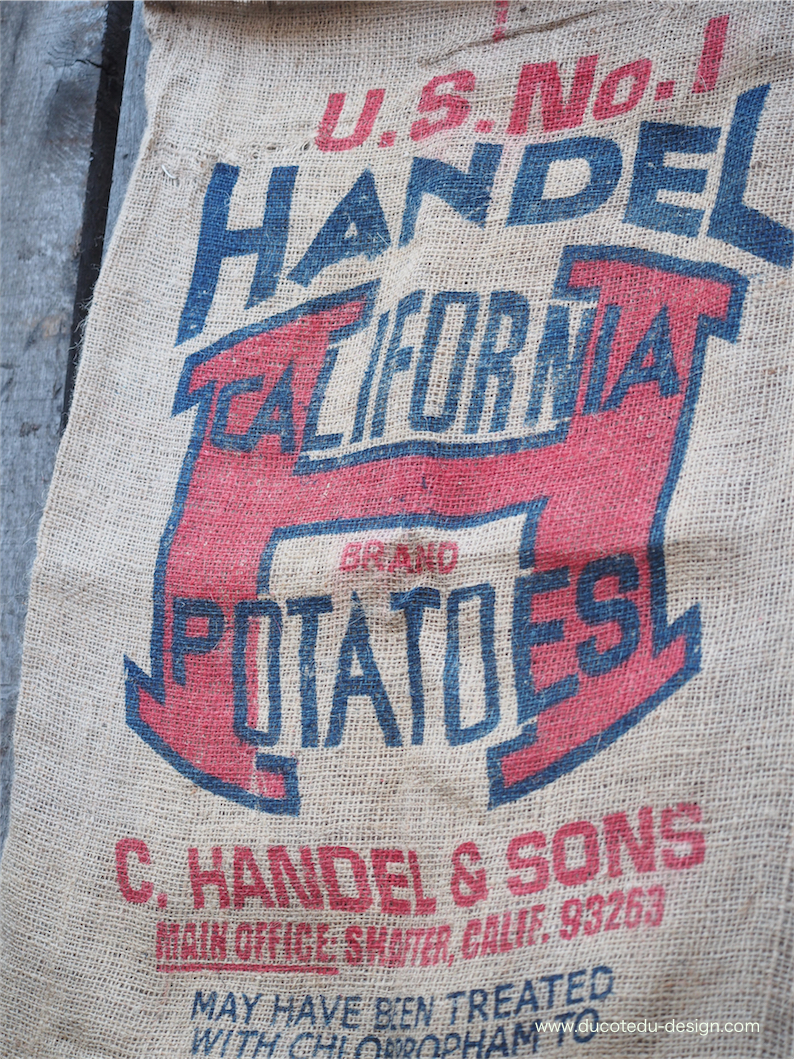 U.S. No. 1
HANDEL
CALIFORNIA
BRAND
POTATOES
C. HANDEL & SONS
MAIN OFFICE: SHAFTER, CALIF. 93263
MAY HAVE BEEN TREATED
WITH CHLOROPROPHAM TO
www.ducotedu-design.com